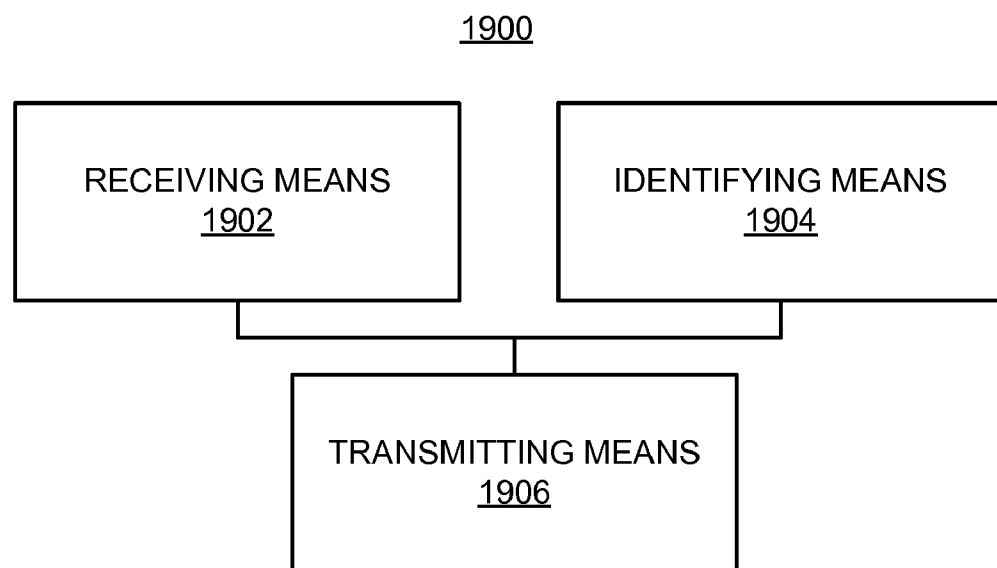 1900
RECEIVING MEANS
1902
IDENTIFYING MEANS
1904
TRANSMITTING MEANS
1906